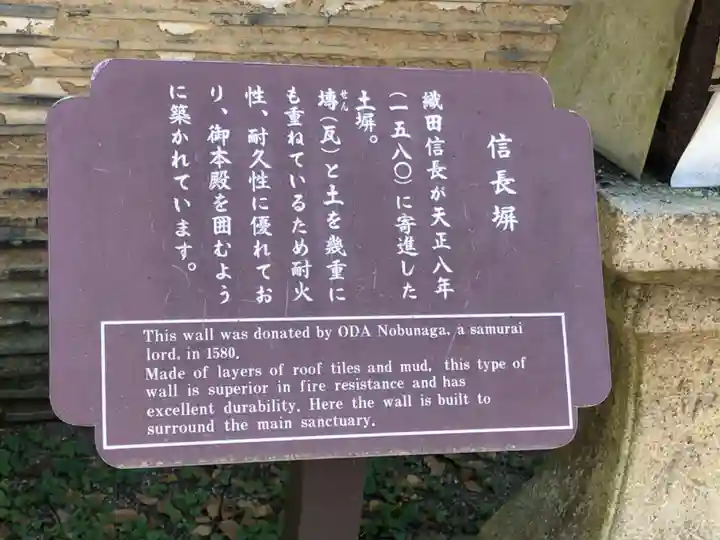 信長塀
織田信長が天正八年
(一五八〇)に寄進した
土塀。
塼(瓦)と土を幾重に
せん
も重ねているため耐火
性、耐久性に優れてお
り、御本殿を囲むよう
に築かれています。
This wall was donated by ODA Nobunaga, a samurai
lord, in 1580.
Made of layers of roof tiles and mud, this type of
wall is superior in fire resistance and has
excellent durability. Here the wall is built to
surround the main sanctuary.